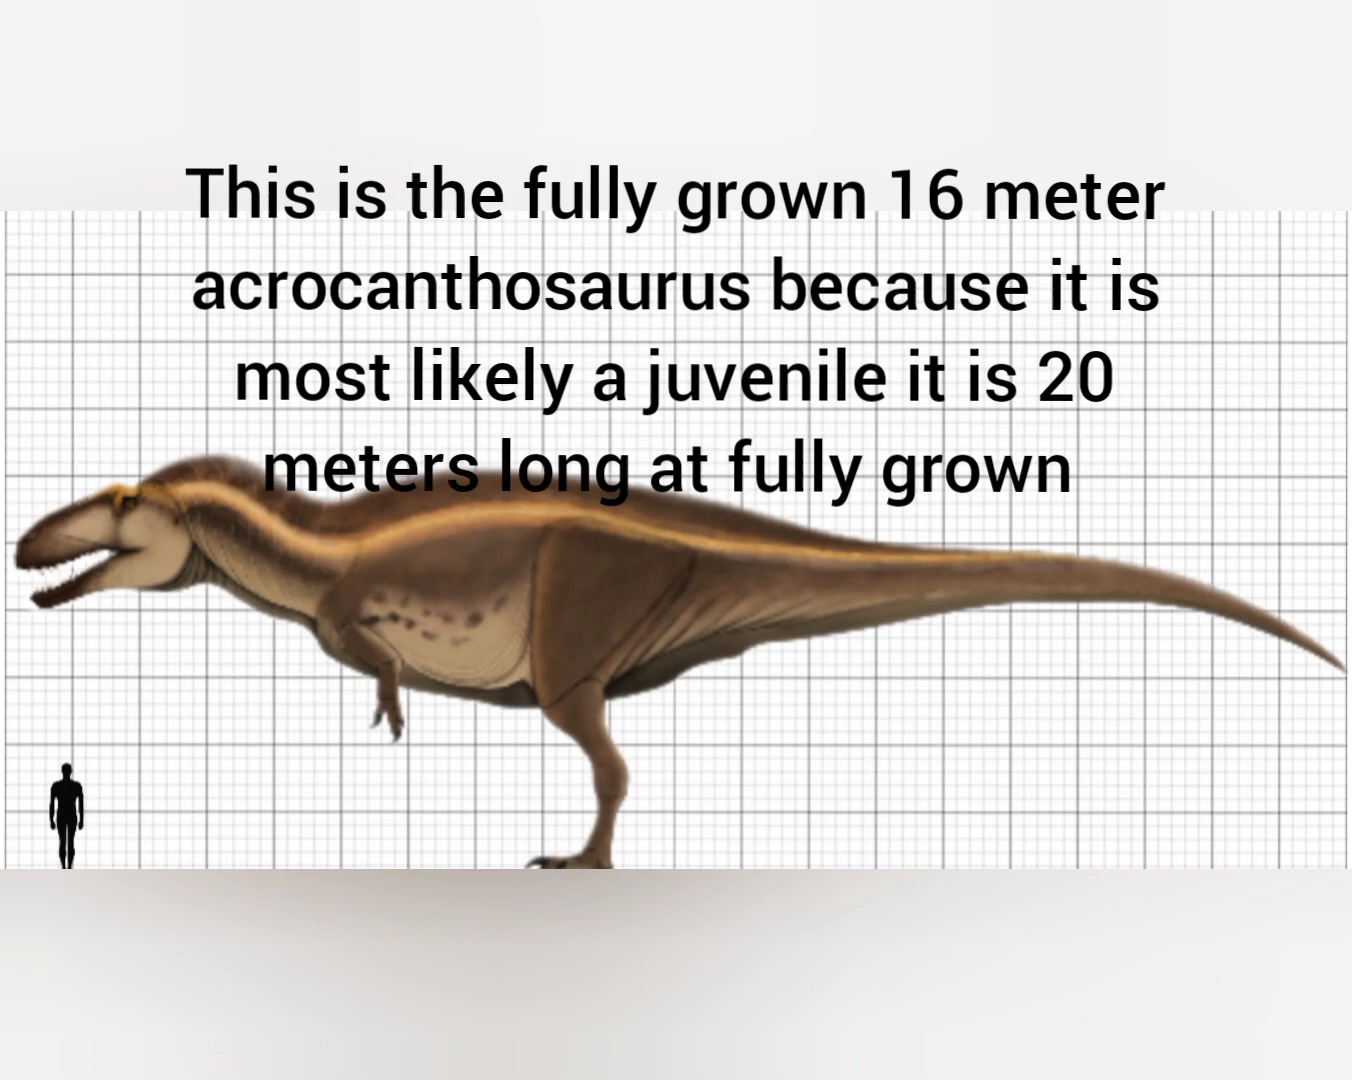 This is the fully grown 16 meter
acrocanthosaurus because it is
most likely a juvenile it is 20
meters long at fully grown